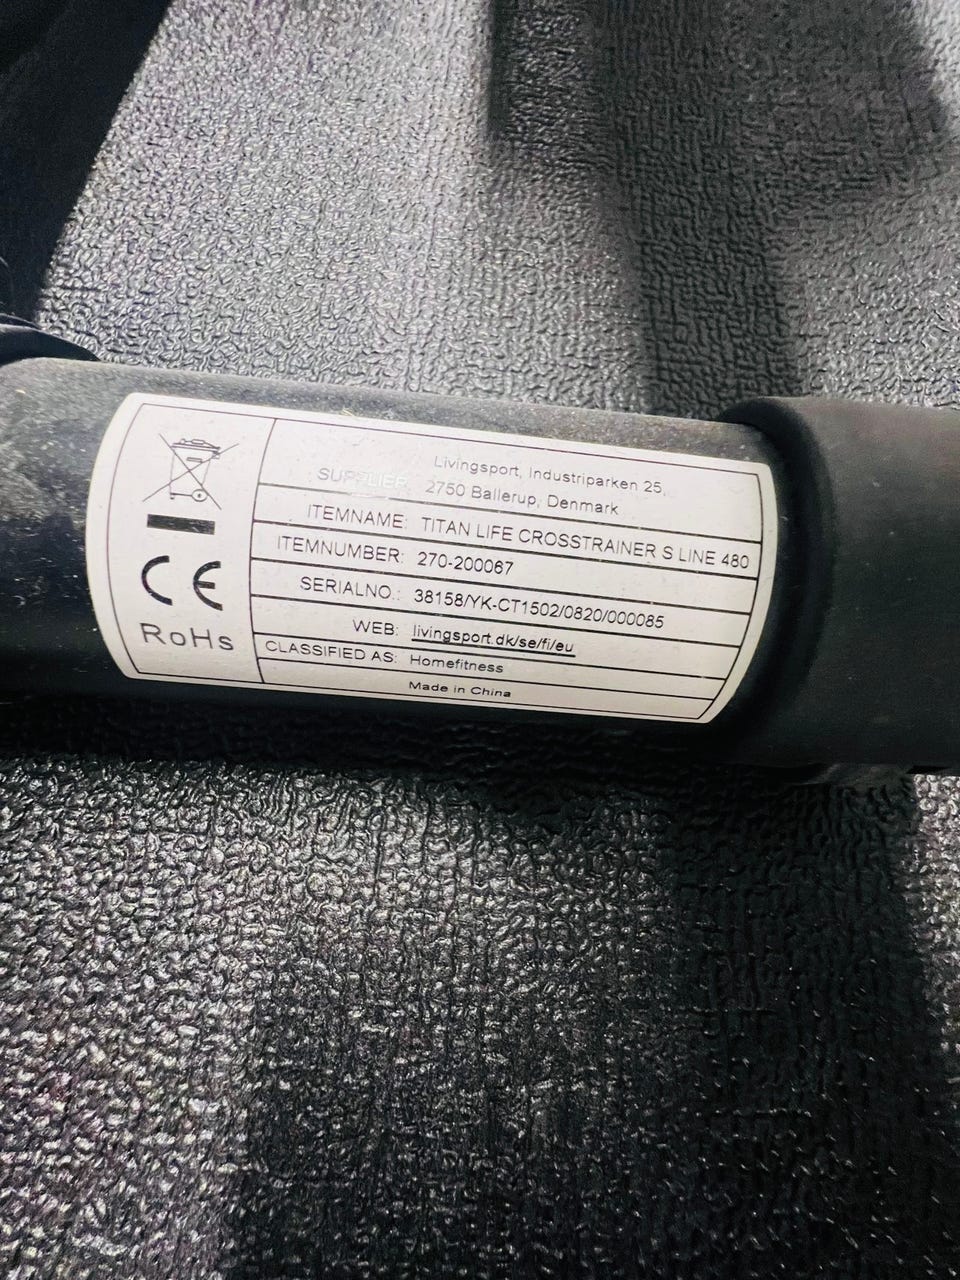 Livingsport, Industriparken 25,
SUPPLIER: 2750 Ballerup, Denmark
ITEMNAME: TITAN LIFE CROSSTRAINER S LINE 480
ITEMNUMBER: 270-200067
SERIALNO.: 38158/YK-CT1502/0820/000085
WEB: livingsport.dk/se/fi/eu
CLASSIFIED AS: Homefitness
Made in China
CE
RoHs